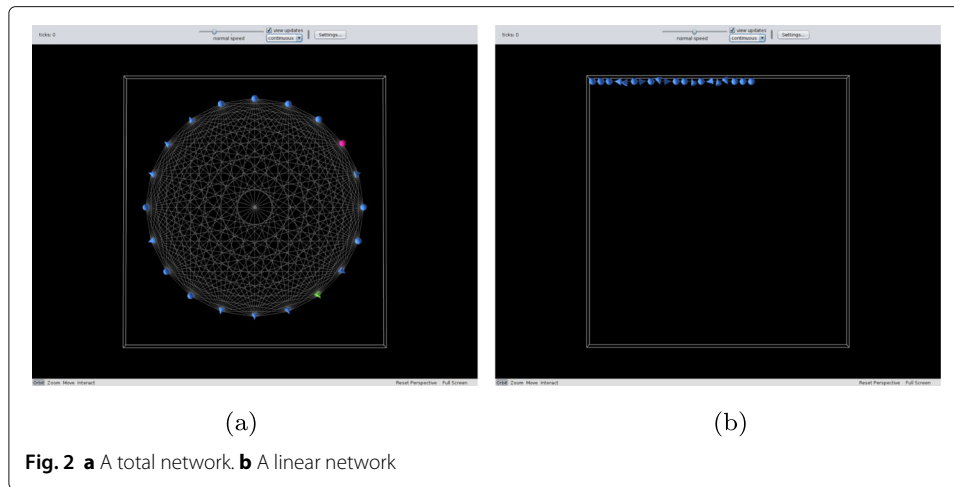 ticks: 0
view updates
normal speed
continuous
Settings...
ticks: 0
view updates
normal speed
continuous
Settings...
Orbit Zoom Move Interact
Reset Perspective Full Screen
Orbit Zoom Move Interact
Reset Perspective Full Screen
(a)
(b)
Fig. 2 a A total network. b A linear network